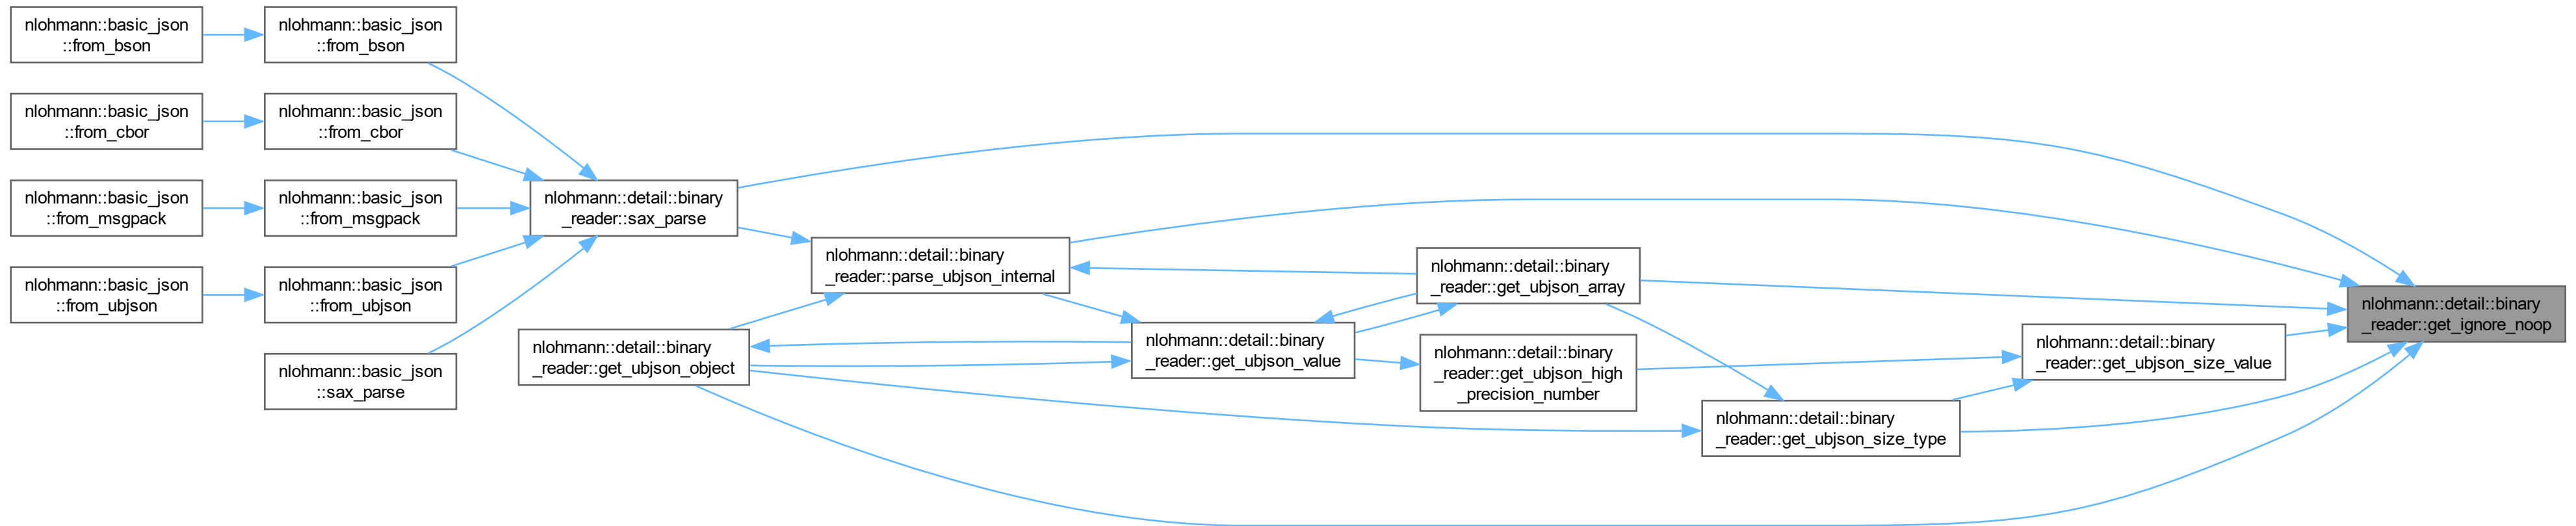 nlohmann::basic_json
::from_bson
nlohmann::basic_json
::from_bson
nlohmann::basic_json
::from_cbor
nlohmann::basic_json
::from_cbor
nlohmann::basic_json
::from_msgpack
nlohmann::basic_json
::from_msgpack
nlohmann::detail::binary
_reader::sax_parse
nlohmann::basic_json
::from_ubjson
nlohmann::basic_json
::from_ubjson
nlohmann::basic_json
::sax_parse
nlohmann::detail::binary
_reader::parse_ubjson_internal
nlohmann::detail::binary
_reader::get_ubjson_object
nlohmann::detail::binary
_reader::get_ubjson_value
nlohmann::detail::binary
_reader::get_ubjson_array
nlohmann::detail::binary
_reader::get_ubjson_high
_precision_number
nlohmann::detail::binary
_reader::get_ubjson_size_type
nlohmann::detail::binary
_reader::get_ubjson_size_value
nlohmann::detail::binary
_reader::get_ignore_noop